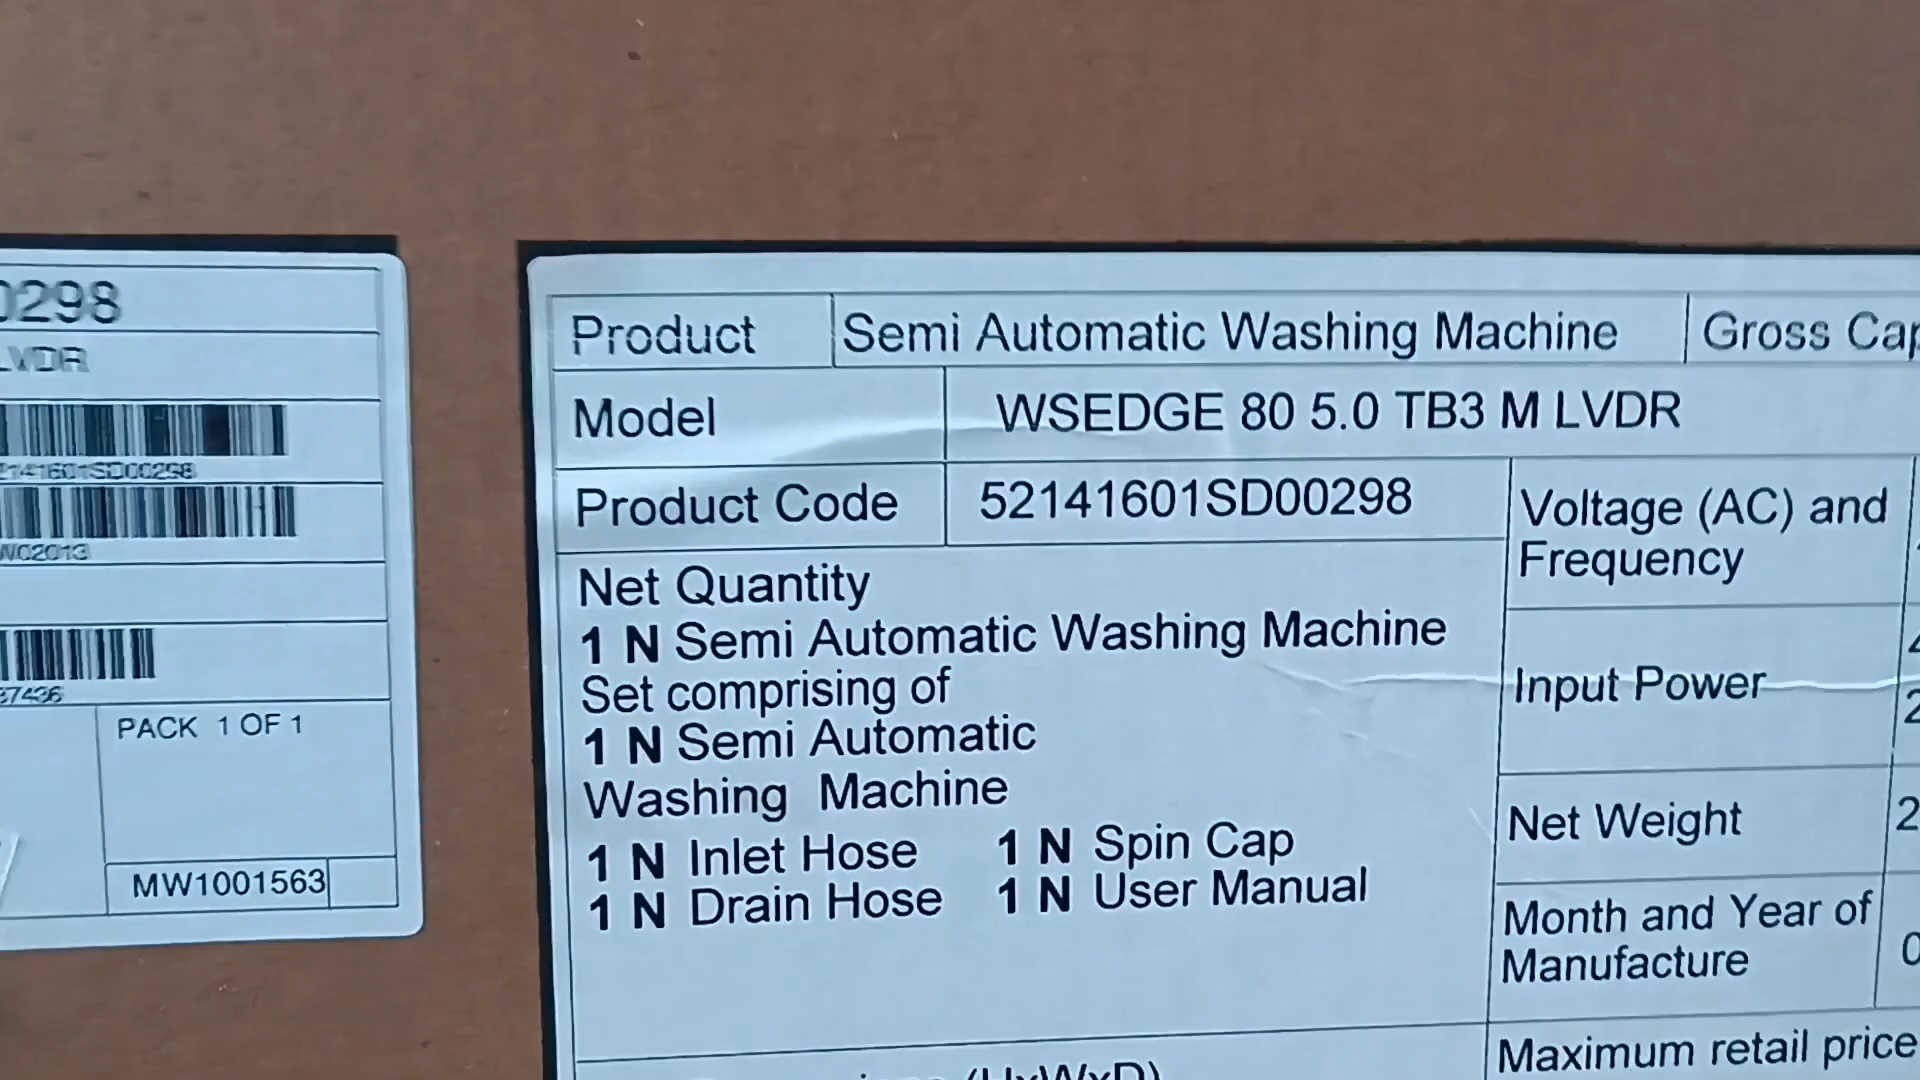 0298
LVDR
2141601SD00298
W02013
37436
PACK 1 OF 1
MW1001563
Product Semi Automatic Washing Machine Gross Cap
Model WSEDGE 80 5.0 TB3 M LVDR
Product Code 52141601SD00298
Voltage (AC) and
Frequency
Net Quantity
1 N Semi Automatic Washing Machine
Set comprising of
1 N Semi Automatic
Washing Machine
1 N Inlet Hose 1 N Spin Cap
1 N Drain Hose 1 N User Manual
Input Power
Net Weight 2
Month and Year of
Manufacture 0
Maximum retail price
(HxWxD)